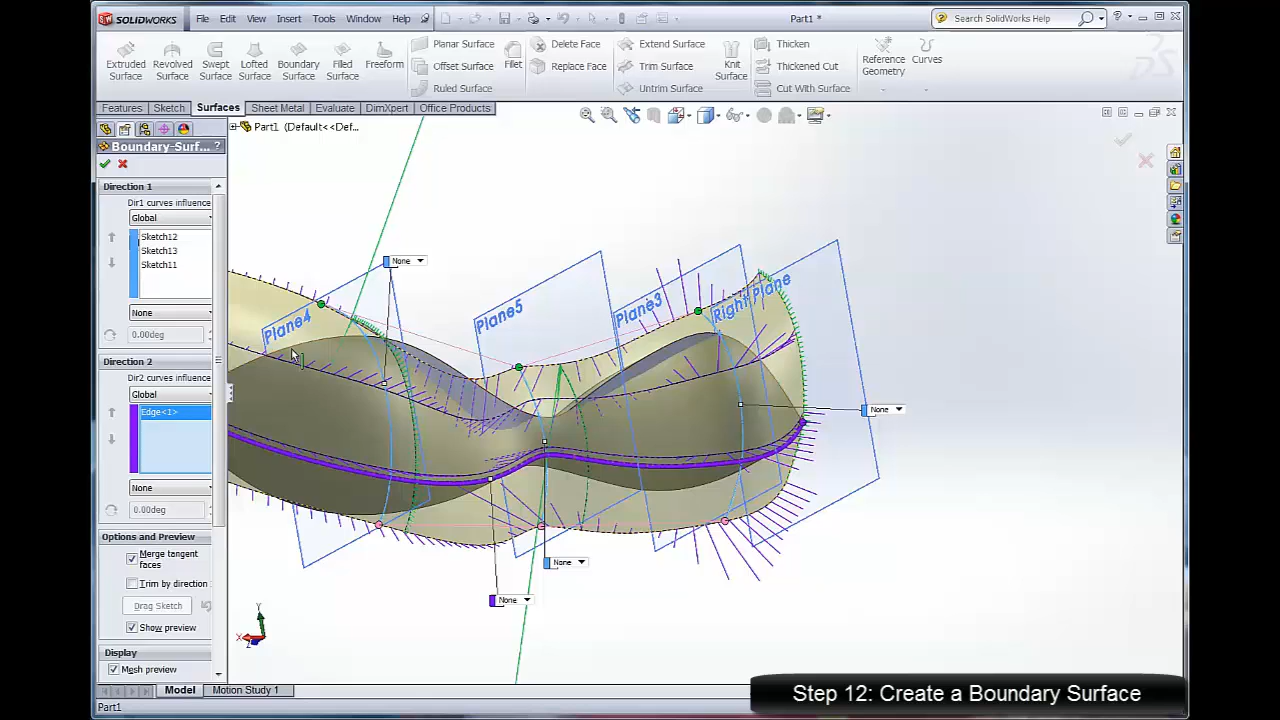 SOLIDWORKS File Edit View Insert Tools Window Help Part1 * Search SolidWorks Help ?
Extruded Surface
Revolved Surface
Swept Surface
Lofted Surface
Boundary Surface
Filled Surface
Freeform
Planar Surface
Offset Surface
Ruled Surface
Fillet
Delete Face
Replace Face
Extend Surface
Trim Surface
Untrim Surface
Knit Surface
Thicken
Thickened Cut
Cut With Surface
Reference Geometry
Curves
Features Sketch Surfaces Sheet Metal Evaluate DimXpert Office Products
Part1 (Default<<Def...
Boundary-Surf... ?
Direction 1
Dir1 curves influence
Global
Sketch12
Sketch13
Sketch11
None
0.00deg
Direction 2
Dir2 curves influence
Global
Edge<1>
None
0.00deg
Options and Preview
Merge tangent
faces
Trim by direction
Drag Sketch
Show preview
Display
Mesh preview
None
Plane4
Plane5
Plane3
Right Plane
None
None
None
Y
X
Z
Model Motion Study 1
Part1
Step 12: Create a Boundary Surface